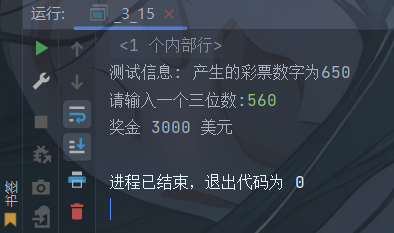 运行: _3_15 ×
<1 个内部行>
测试信息: 产生的彩票数字为650
请输入一个三位数:560
奖金 3000 美元
进程已结束，退出代码为 0
书签